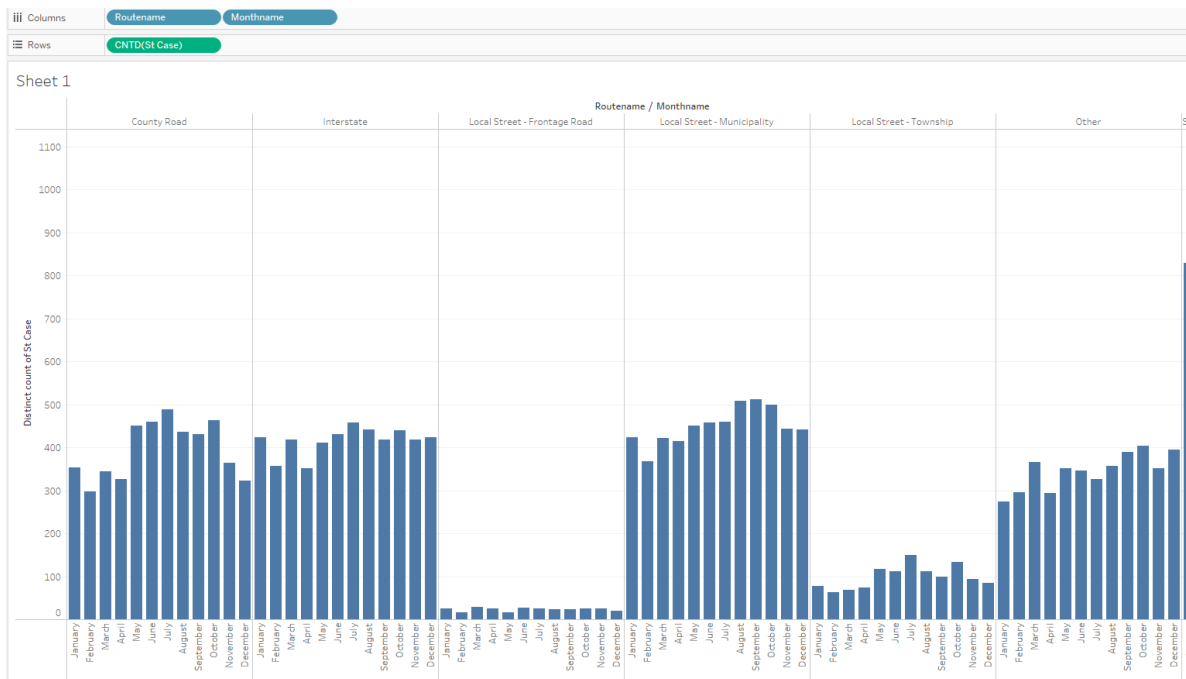 Columns Routename Monthname
Rows CNTD(St Case)
Sheet 1
Routename / Monthname
County Road Interstate Local Street - Frontage Road Local Street - Municipality Local Street - Township Other S
1100
1000
900
800
700
600
500
400
300
200
100
0
Distinct count of St Case
January February March April May June July August September October November December January February March April May June July August September October November December January February March April May June July August September October November December January February March April May June July August September October November December January February March April May June July August September October November December January February March April May June July August September October November December